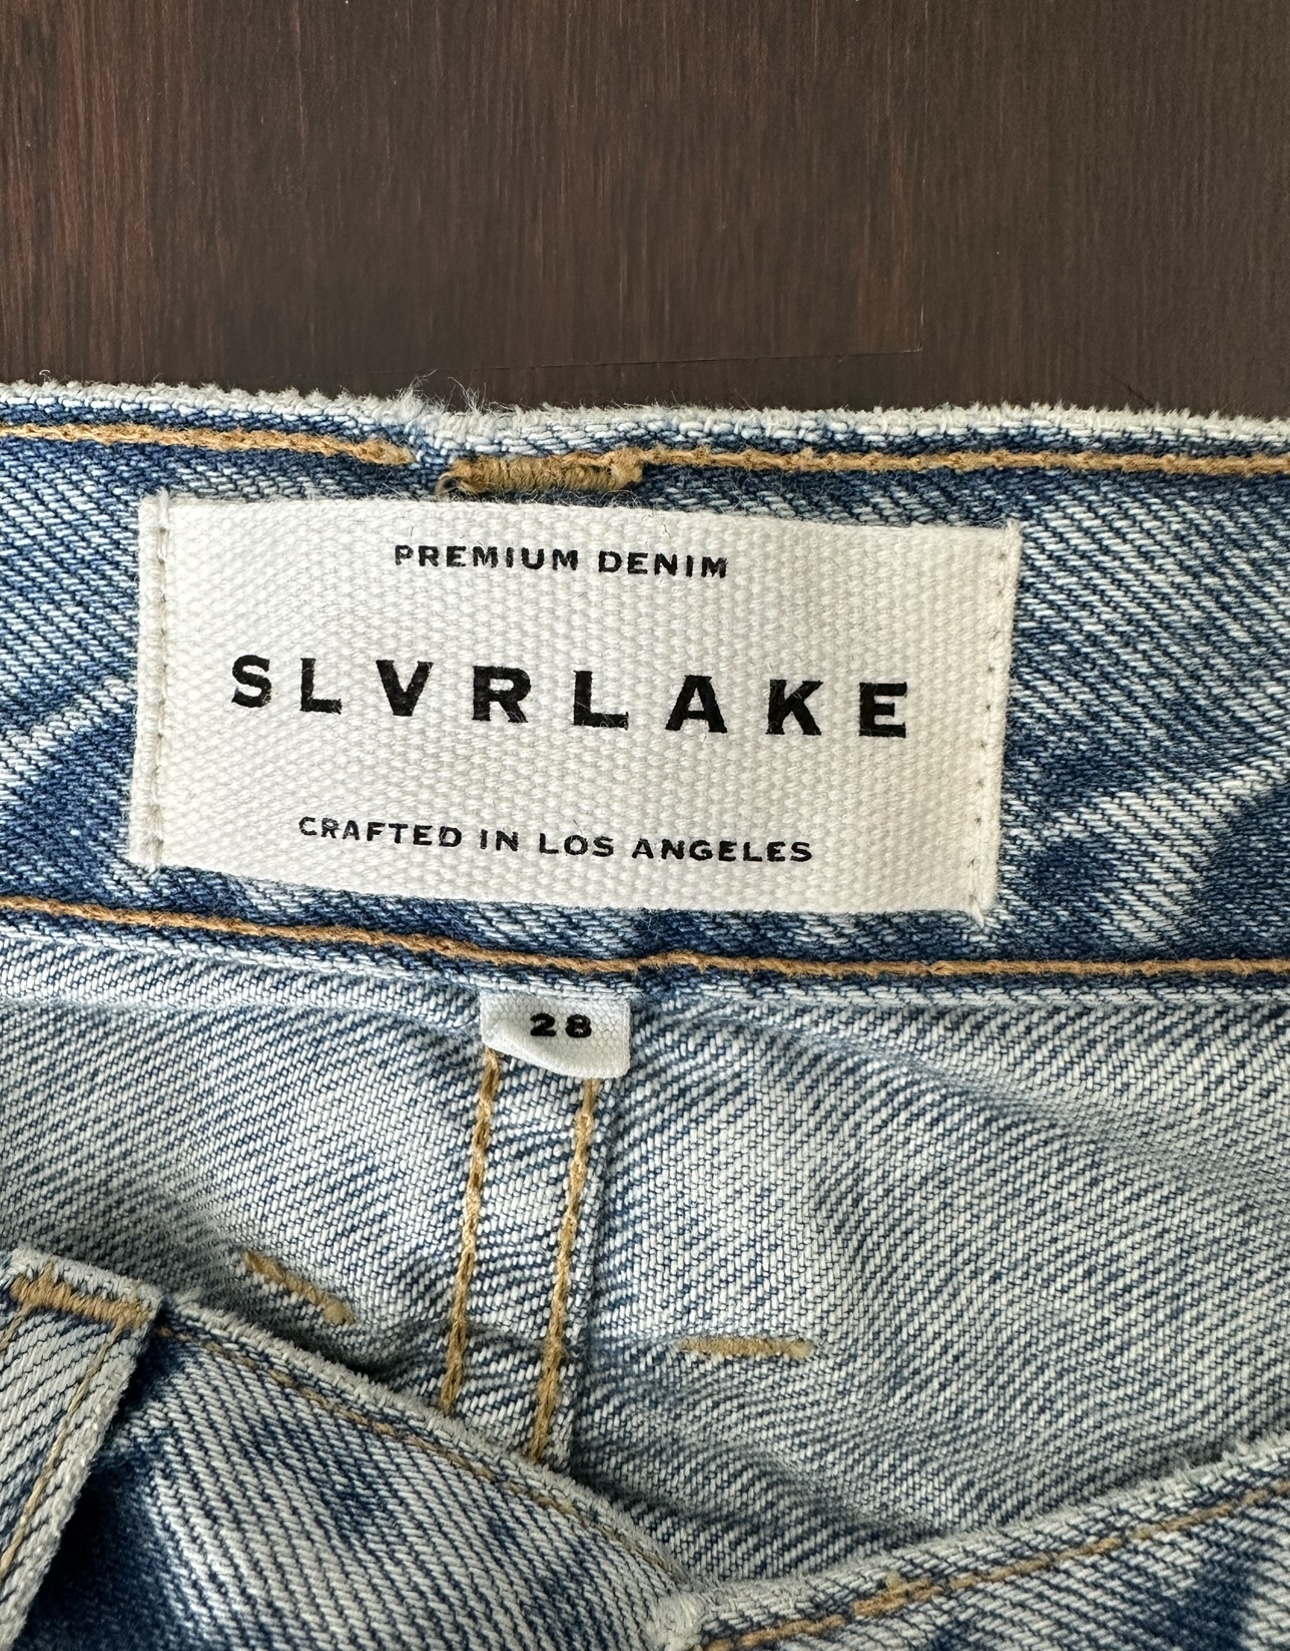 PREMIUM DENIM
SLVRLAKE
CRAFTED IN LOS ANGELES
28